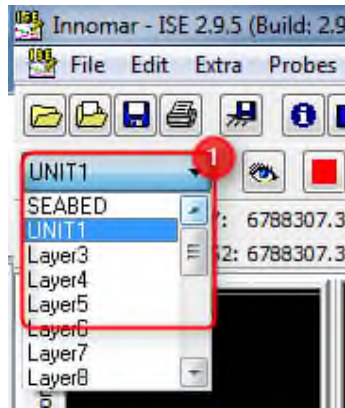 Innomar - ISE 2.9.5 (Build: 2.9
File Edit Extra Probes
1
UNIT1
SEABED
UNIT1
Layer3
Layer4
Layer5
Layer6
Layer7
Layer8
Y: 6788307.3
S2: 6788307.3